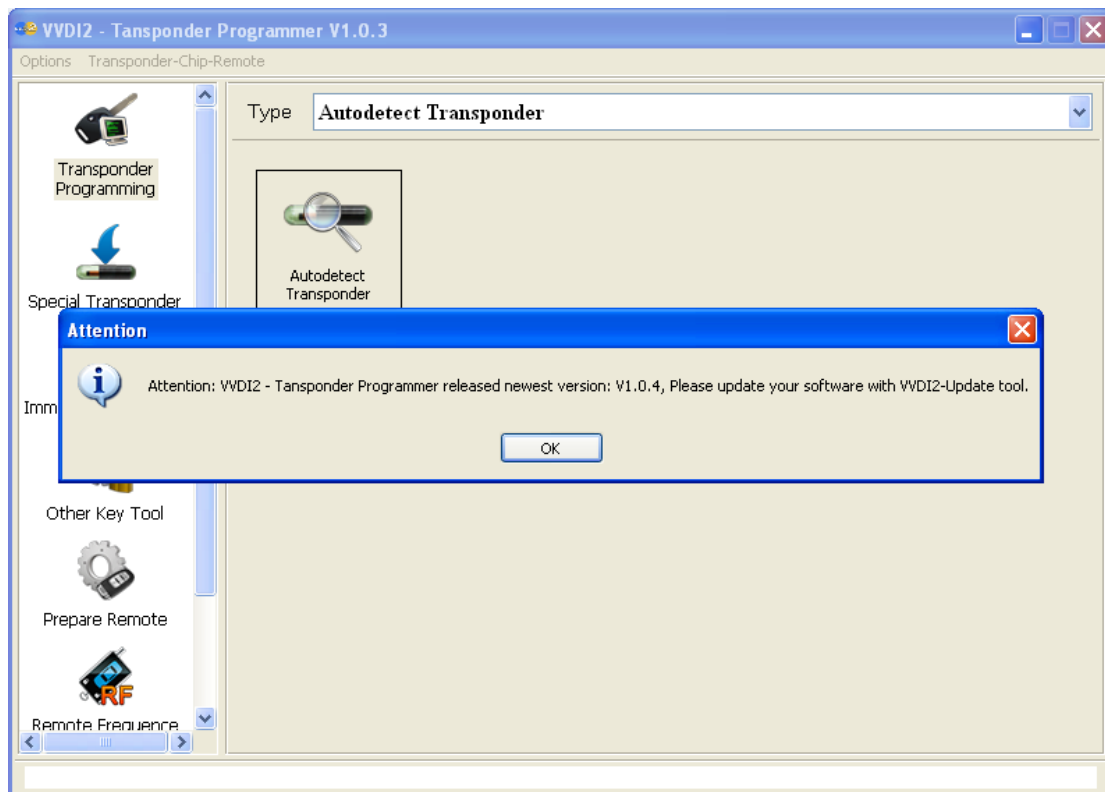 VVDI2 - Tansponder Programmer V1.0.3
Options Transponder-Chip-Remote
Transponder
Programming
Special Transponder
Imm
Other Key Tool
Prepare Remote
RF
Remote Frequence
Type Autodetect Transponder
Autodetect
Transponder
Attention
Attention: VVDI2 - Tansponder Programmer released newest version: V1.0.4, Please update your software with VVDI2-Update tool.
OK